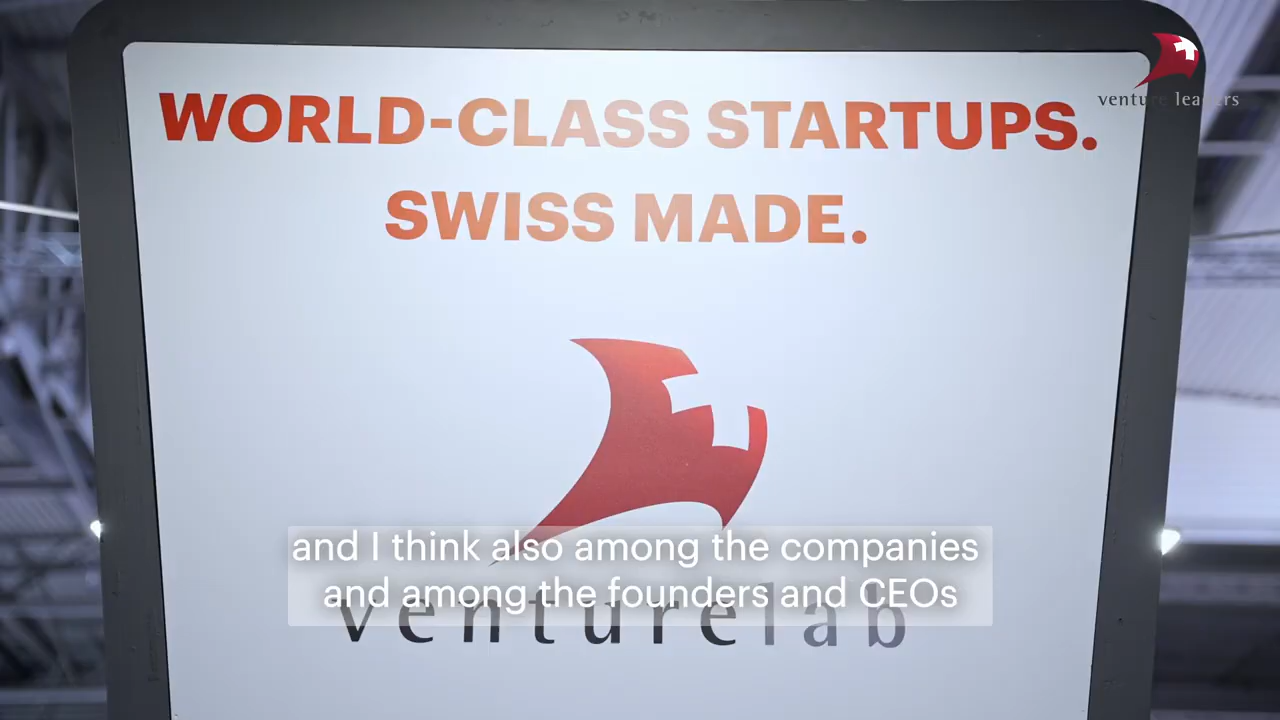 WORLD-CLASS STARTUPS.
venture leaders
SWISS MADE.
and I think also among the companies
and among the founders and CEOs
venturelab